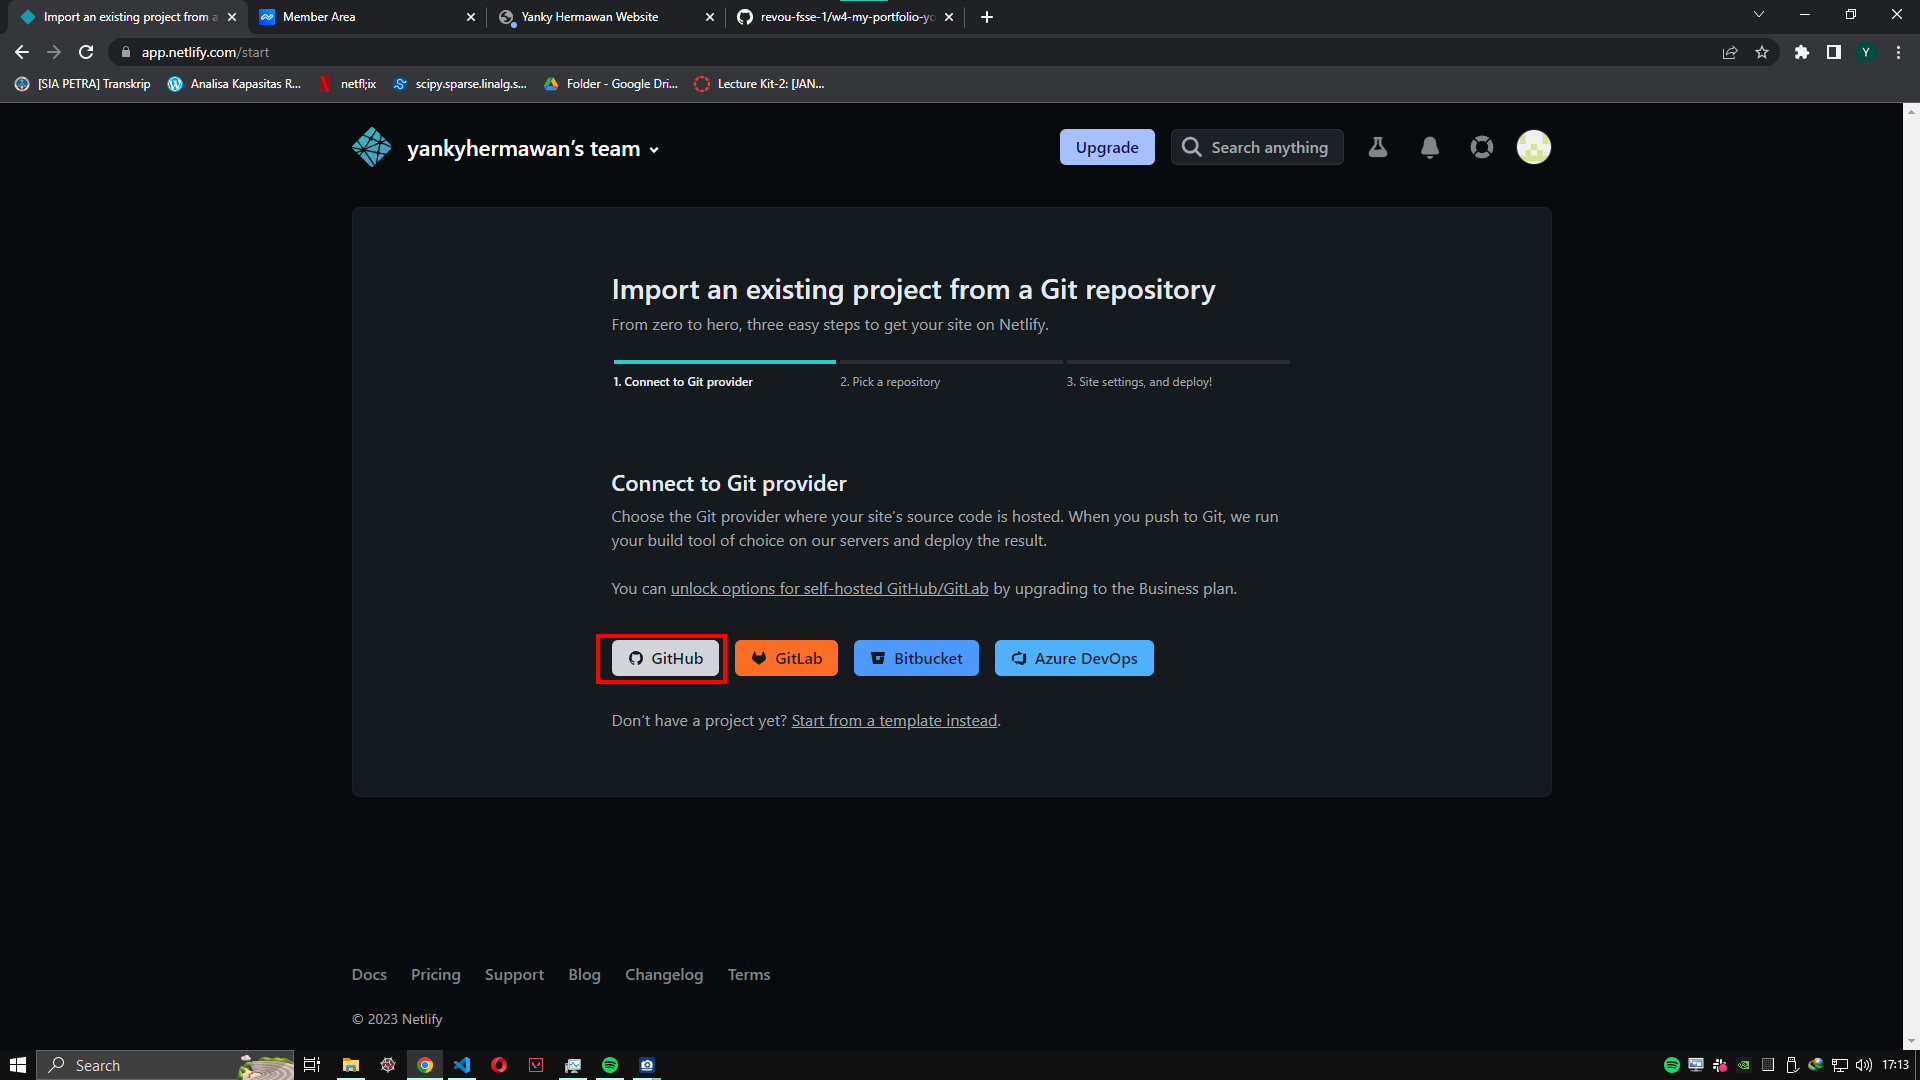 Import an existing project from a
Member Area
Yanky Hermawan Website
revou-fsse-1/w4-my-portfolio-yo
app.netlify.com/start
Y
[SIA PETRA] Transkrip
Analisa Kapasitas R...
netfl;ix
scipy.sparse.linalg.s...
Folder - Google Dri...
Lecture Kit-2: [JAN...
yankyhermawan’s team
Upgrade
Search anything
Import an existing project from a Git repository
From zero to hero, three easy steps to get your site on Netlify.
1. Connect to Git provider
2. Pick a repository
3. Site settings, and deploy!
Connect to Git provider
Choose the Git provider where your site’s source code is hosted. When you push to Git, we run
your build tool of choice on our servers and deploy the result.
You can unlock options for self-hosted GitHub/GitLab by upgrading to the Business plan.
GitHub
GitLab
Bitbucket
Azure DevOps
Don’t have a project yet? Start from a template instead.
Docs
Pricing
Support
Blog
Changelog
Terms
© 2023 Netlify
Search
17:13